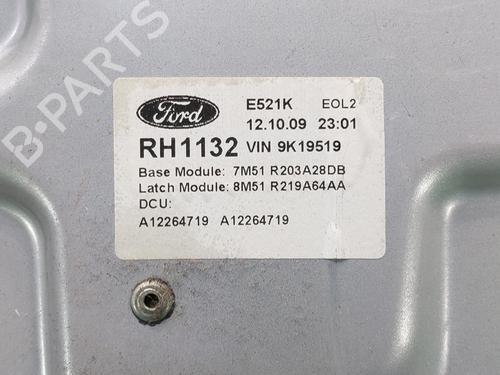 B-PARTS
Ford
E521K EOL2
12.10.09 23:01
RH1132 VIN 9K19519
Base Module: 7M51 R203A28DB
Latch Module: 8M51 R219A64AA
DCU:
A12264719 A12264719